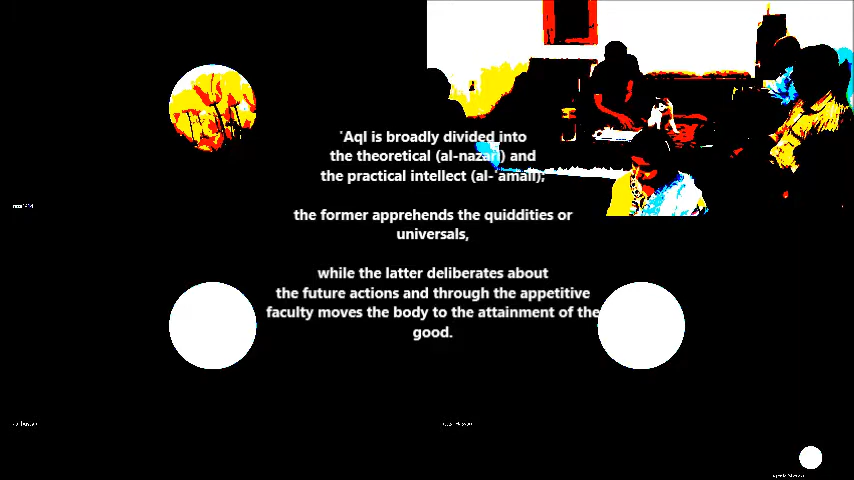 'Aql is broadly divided into
the theoretical (al-nazari) and
the practical intellect (al-'amali);
the former apprehends the quiddities or
universals,
while the latter deliberates about
the future actions and through the appetitive
faculty moves the body to the attainment of the
good.